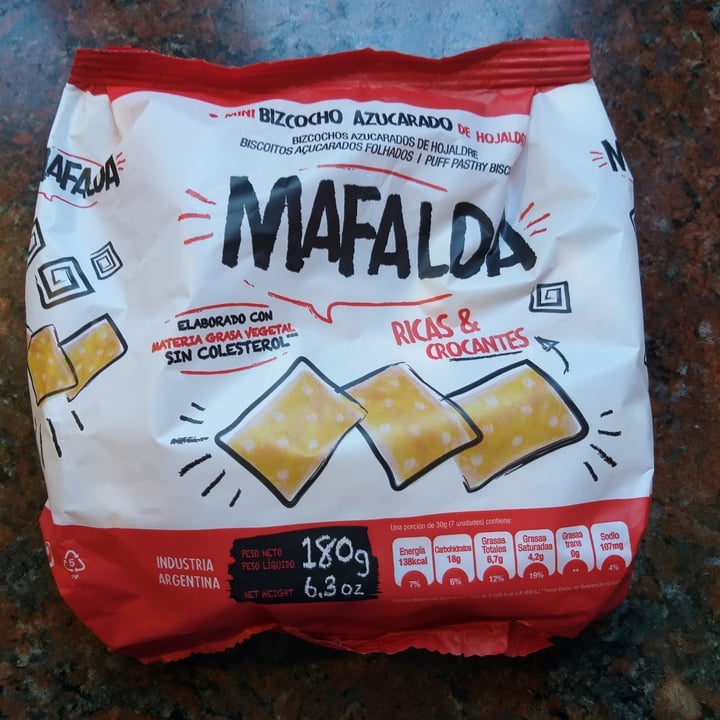 MINI BIZCOCHO AZUCARADO DE HOJALDRE
BIZCOCHOS AZUCARADOS DE HOJALDRE
BISCOITOS AÇUCARADOS FOLHADOS | PUFF PASTRY BISC
MAFALDA
MAFALDA
M
ELABORADO CON
MATERIA GRASA VEGETAL
SIN COLESTEROL***
RICAS &
CROCANTES
INDUSTRIA
ARGENTINA
PESO NETO
PESO LÍQUIDO
180g
NET WEIGHT 6.3 oz
Una porción de 30g (7 unidades) contiene:
Energía 138kcal 7%
Carbohidratos 18g 6%
Grasas Totales 6,7g 12%
Grasas Saturadas 4,2g 19%
Grasas trans 0g **
Sodio 107mg 4%
5
PP